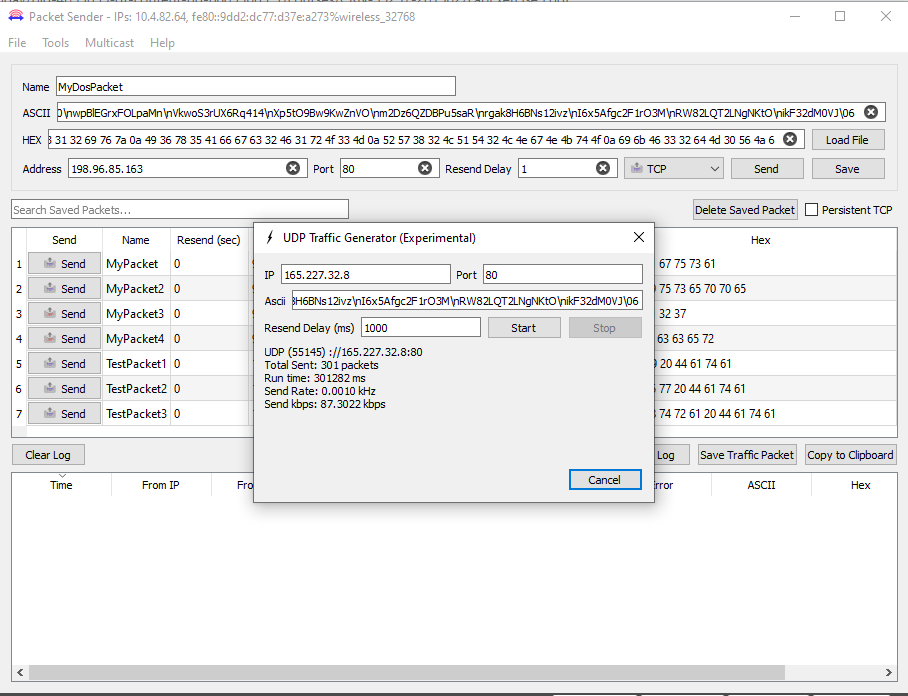 Packet Sender - IPs: 10.4.82.64, fe80::9dd2:dc77:d37e:a273%wireless_32768
File Tools Multicast Help
Name MyDosPacket
ASCII 0\nwpBlEGrxFOLpaMn\nVkwoS3rUX6Rq414\nXp5tO9Bw9KwZnVO\nm2Dz6QZDBPu5saR\nrgak8H6BNs12ivz\nI6x5Afgc2F1rO3M\nRW82LQT2LNgNKtO\nikF32dM0VJ\06
HEX 31 32 69 76 7a 0a 49 36 78 35 41 66 67 63 32 46 31 72 4f 33 4d 0a 52 57 38 32 4c 51 54 32 4c 4e 67 4e 4b 74 4f 0a 69 6b 46 33 32 64 4d 30 56 4a 6 Load File
Address 198.96.85.163 Port 80 Resend Delay 1 TCP Send Save
Search Saved Packets... Delete Saved Packet Persistent TCP
Send Name Resend (sec) Hex
1 Send MyPacket 0 67 75 73 61
2 Send MyPacket2 0 75 73 65 70 70 65
3 Send MyPacket3 0 32 37
4 Send MyPacket4 0 63 63 65 72
5 Send TestPacket1 0 20 44 61 74 61
6 Send TestPacket2 0 77 20 44 61 74 61
7 Send TestPacket3 0 74 72 61 20 44 61 74 61
UDP Traffic Generator (Experimental)
IP 165.227.32.8 Port 80
Ascii H6BNs12ivz\nI6x5Afgc2F1rO3M\nRW82LQT2LNgNKtO\nikF32dM0VJ\06
Resend Delay (ms) 1000 Start Stop
UDP (55145) ://165.227.32.8:80
Total Sent: 301 packets
Run time: 301282 ms
Send Rate: 0.0010 kHz
Send kbps: 87.3022 kbps
Cancel
Clear Log Log Save Traffic Packet Copy to Clipboard
Time From IP Fro rror ASCII Hex